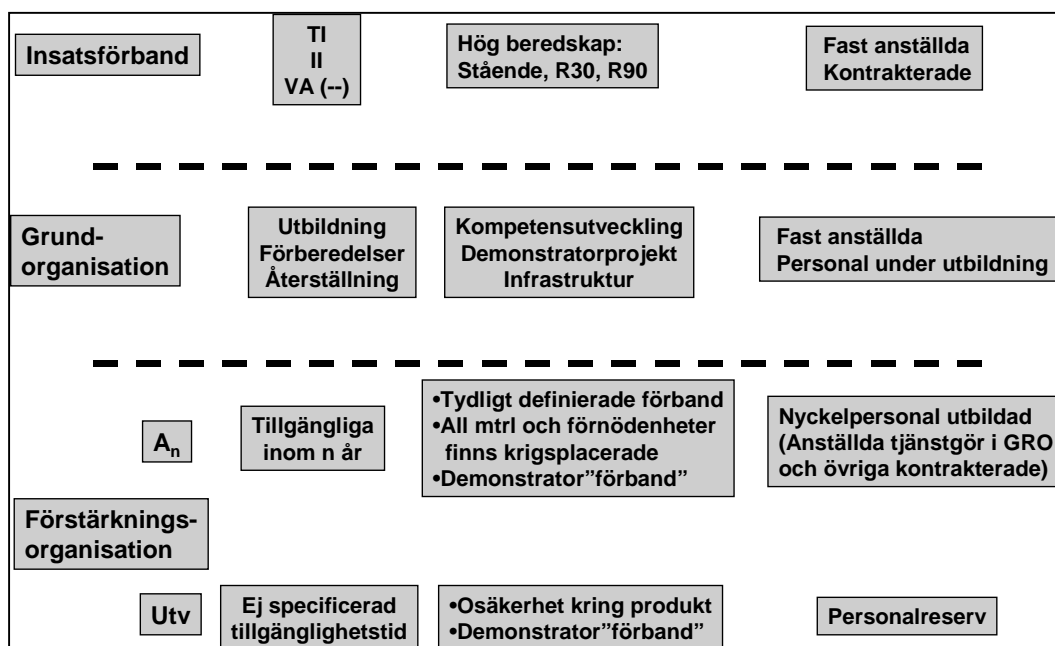 Insatsförband
TI
II
VA (--)
Hög beredskap:
Stående, R30, R90
Fast anställda
Kontrakterade
Grund-
organisation
Utbildning
Förberedelser
Återställning
Kompetensutveckling
Demonstratorprojekt
Infrastruktur
Fast anställda
Personal under utbildning
An
Tillgängliga
inom n år
•Tydligt definierade förband
•All mtrl och förnödenheter
finns krigsplacerade
•Demonstrator”förband”
Nyckelpersonal utbildad
(Anställda tjänstgör i GRO
och övriga kontrakterade)
Förstärknings-
organisation
Utv
Ej specificerad
tillgänglighetstid
•Osäkerhet kring produkt
•Demonstrator”förband”
Personalreserv